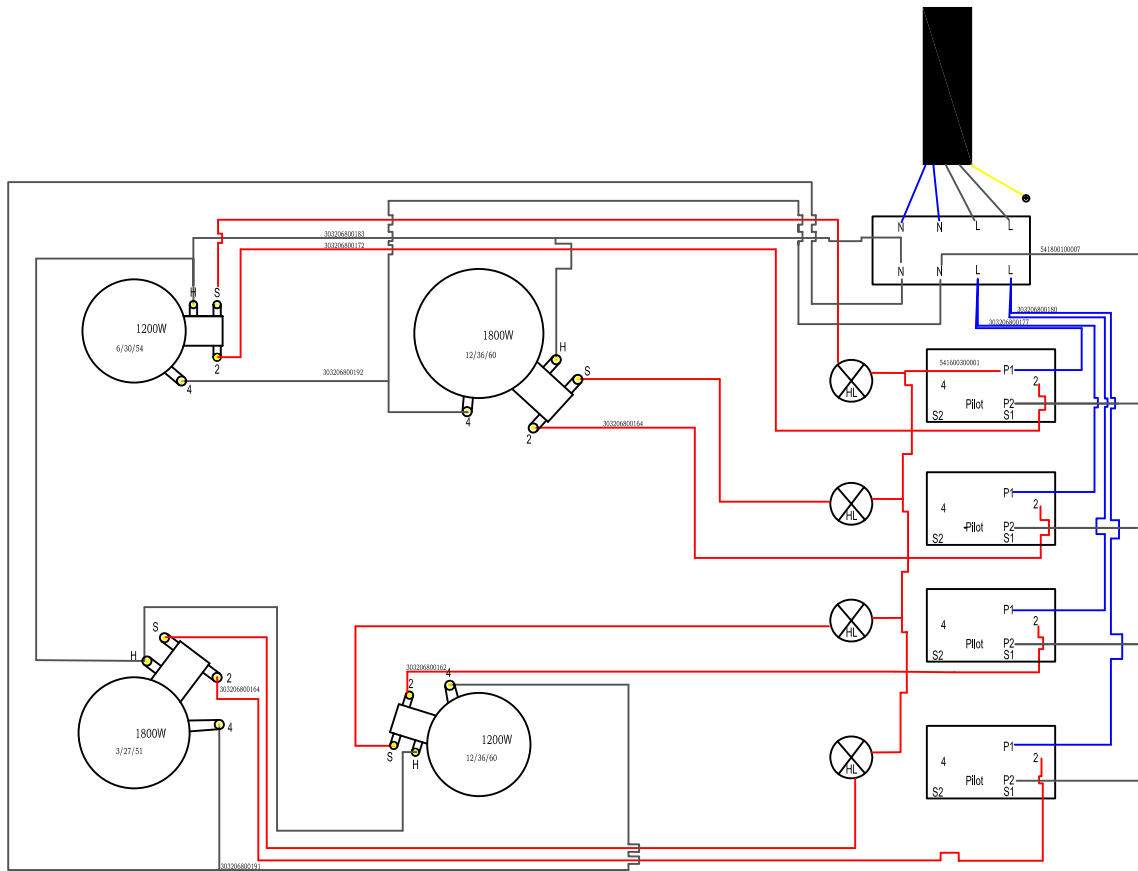 N N L L
303206800183
303206800172
541800100007
N N L L
H S
303206800180
303206800177
1200W
6/30/54
2
4
303206800192
1800W
12/36/60
H
S
4
2
303206800164
HL
541600300001
P1
2
4
Pilot
P2
S2
S1
HL
P1
2
4
Pilot
P2
S2
S1
HL
P1
2
4
Pilot
P2
S2
S1
S
H
2
303206800164
4
1800W
3/27/51
303206800162
2
4
S
H
1200W
12/36/60
HL
P1
2
4
Pilot
P2
S2
S1
303206800191